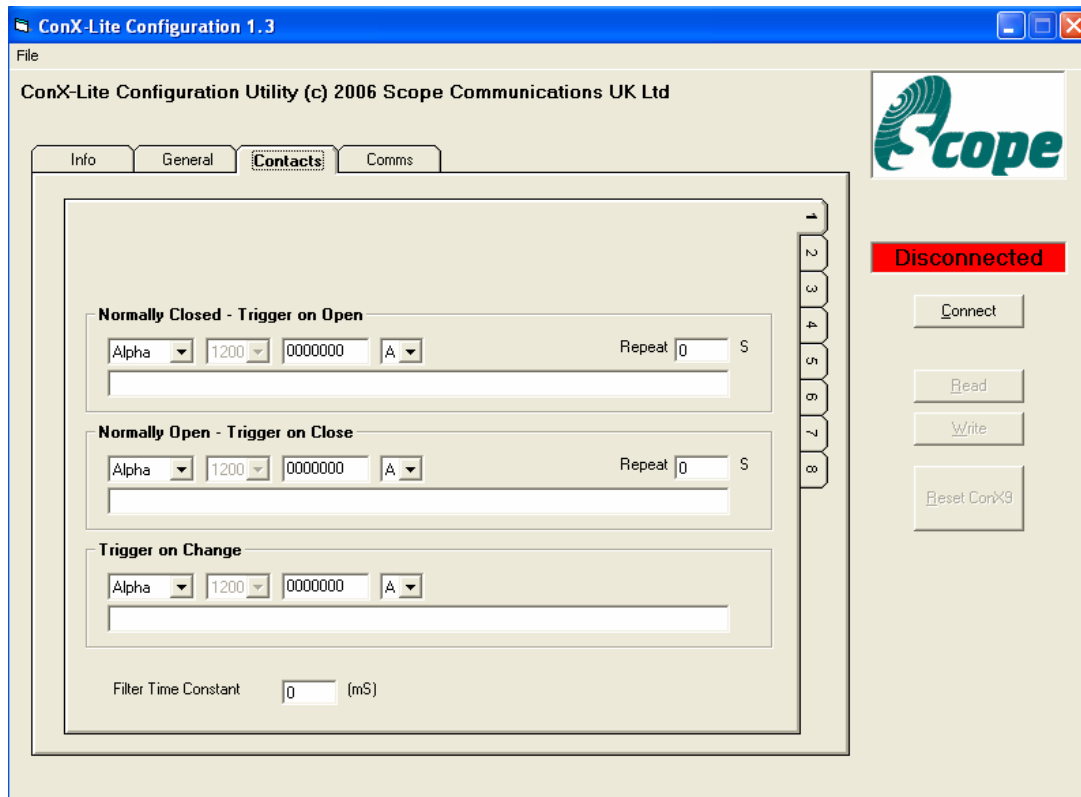 ConX-Lite Configuration 1.3
File
ConX-Lite Configuration Utility (c) 2006 Scope Communications UK Ltd
Scope
Info General Contacts Comms
1
2
3
4
5
6
7
8
Disconnected
Connect
Read
Write
Reset ConX9
Normally Closed - Trigger on Open
Alpha 1200 0000000 A Repeat 0 S
Normally Open - Trigger on Close
Alpha 1200 0000000 A Repeat 0 S
Trigger on Change
Alpha 1200 0000000 A
Filter Time Constant 0 (mS)